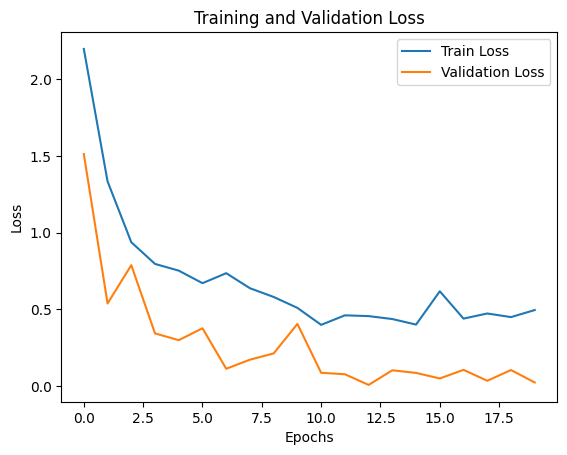 Training and Validation Loss
Train Loss
Validation Loss
2.0
1.5
1.0
0.5
0.0
Loss
0.0 2.5 5.0 7.5 10.0 12.5 15.0 17.5
Epochs